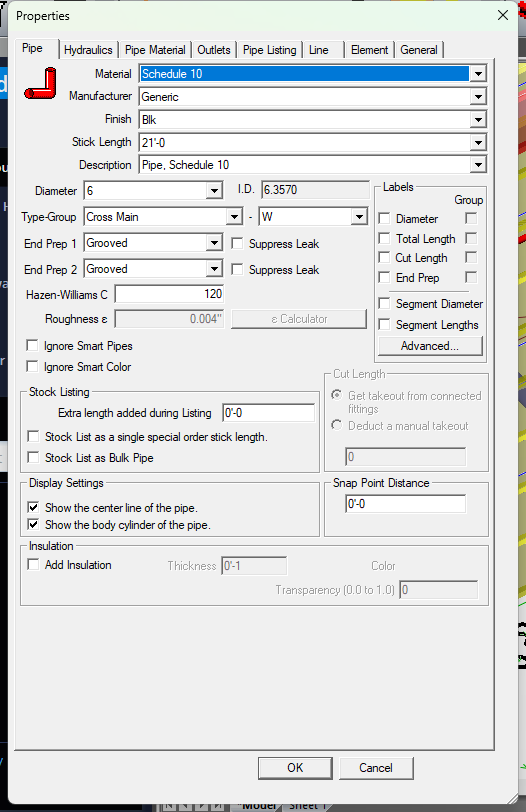 Properties
Pipe Hydraulics Pipe Material Outlets Pipe Listing Line Element General
Material Schedule 10
Manufacturer Generic
Finish Blk
Stick Length 21'-0
Description Pipe, Schedule 10
Diameter 6 I.D. 6.3570
Type-Group Cross Main - W
End Prep 1 Grooved Suppress Leak
End Prep 2 Grooved Suppress Leak
Hazen-Williams C 120
Roughness ε 0.004" ε Calculator
Ignore Smart Pipes
Ignore Smart Color
Labels
Group
Diameter
Total Length
Cut Length
End Prep
Segment Diameter
Segment Lengths
Advanced...
Stock Listing
Extra length added during Listing 0'-0
Stock List as a single special order stick length.
Stock List as Bulk Pipe
Cut Length
Get takeout from connected
fittings
Deduct a manual takeout
0
Display Settings
Show the center line of the pipe.
Show the body cylinder of the pipe.
Snap Point Distance
0'-0
Insulation
Add Insulation Thickness 0'-1 Color
Transparency (0.0 to 1.0) 0
OK Cancel
Model Sheet 1